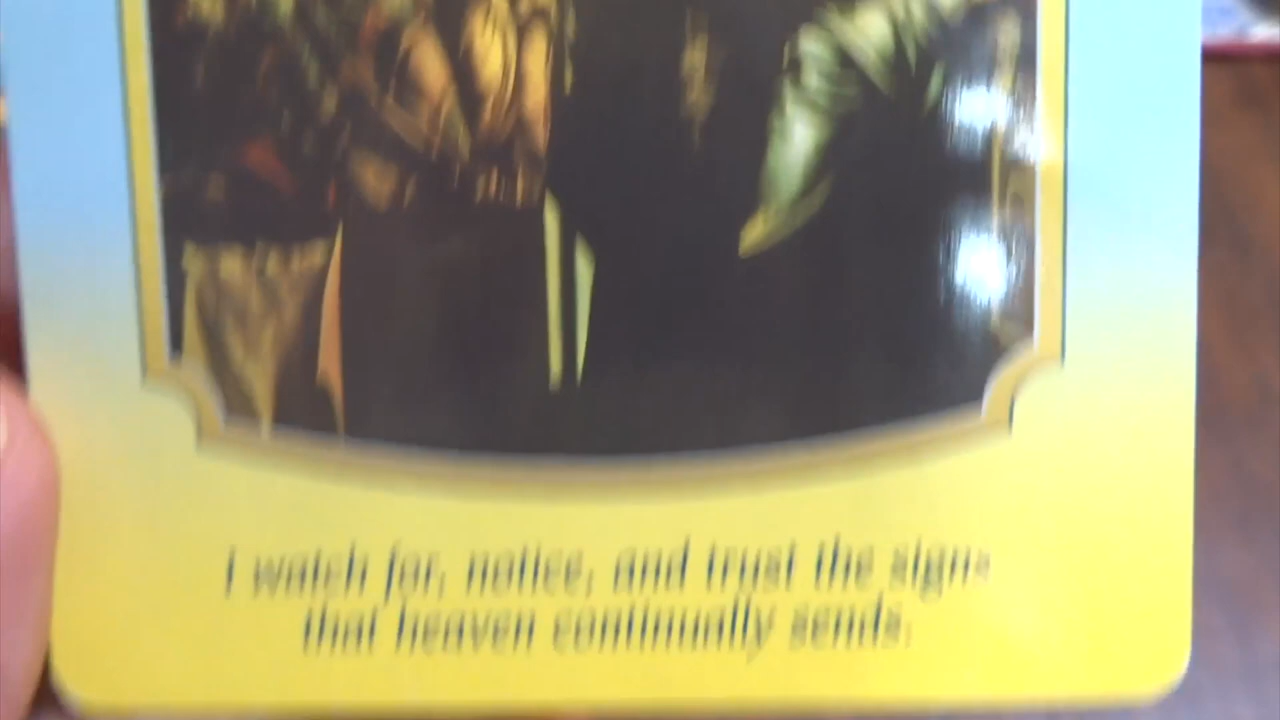 I watch for, notice, and trust the signs
that heaven continually sends.